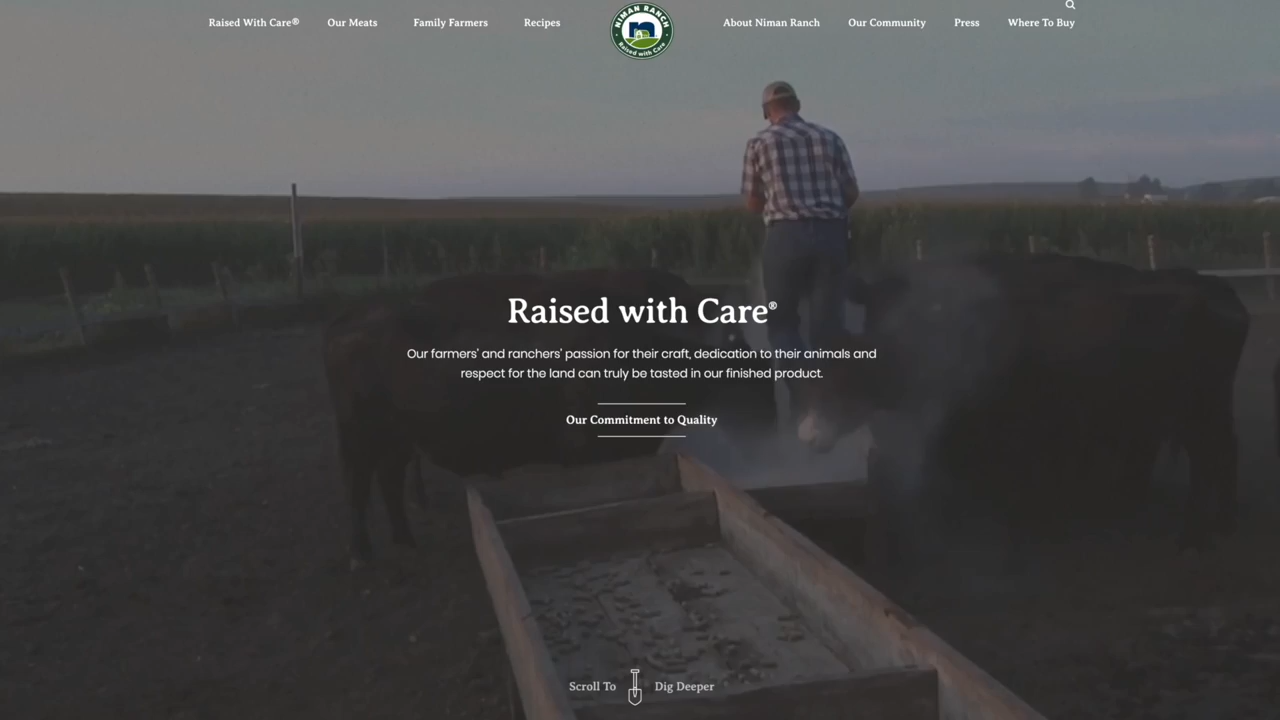 Raised With Care®
Our Meats
Family Farmers
Recipes
NIMAN RANCH
n
Raised with Care
About Niman Ranch
Our Community
Press
Where To Buy
Raised with Care®
Our farmers' and ranchers' passion for their craft, dedication to their animals and
respect for the land can truly be tasted in our finished product.
Our Commitment to Quality
Scroll To
Dig Deeper